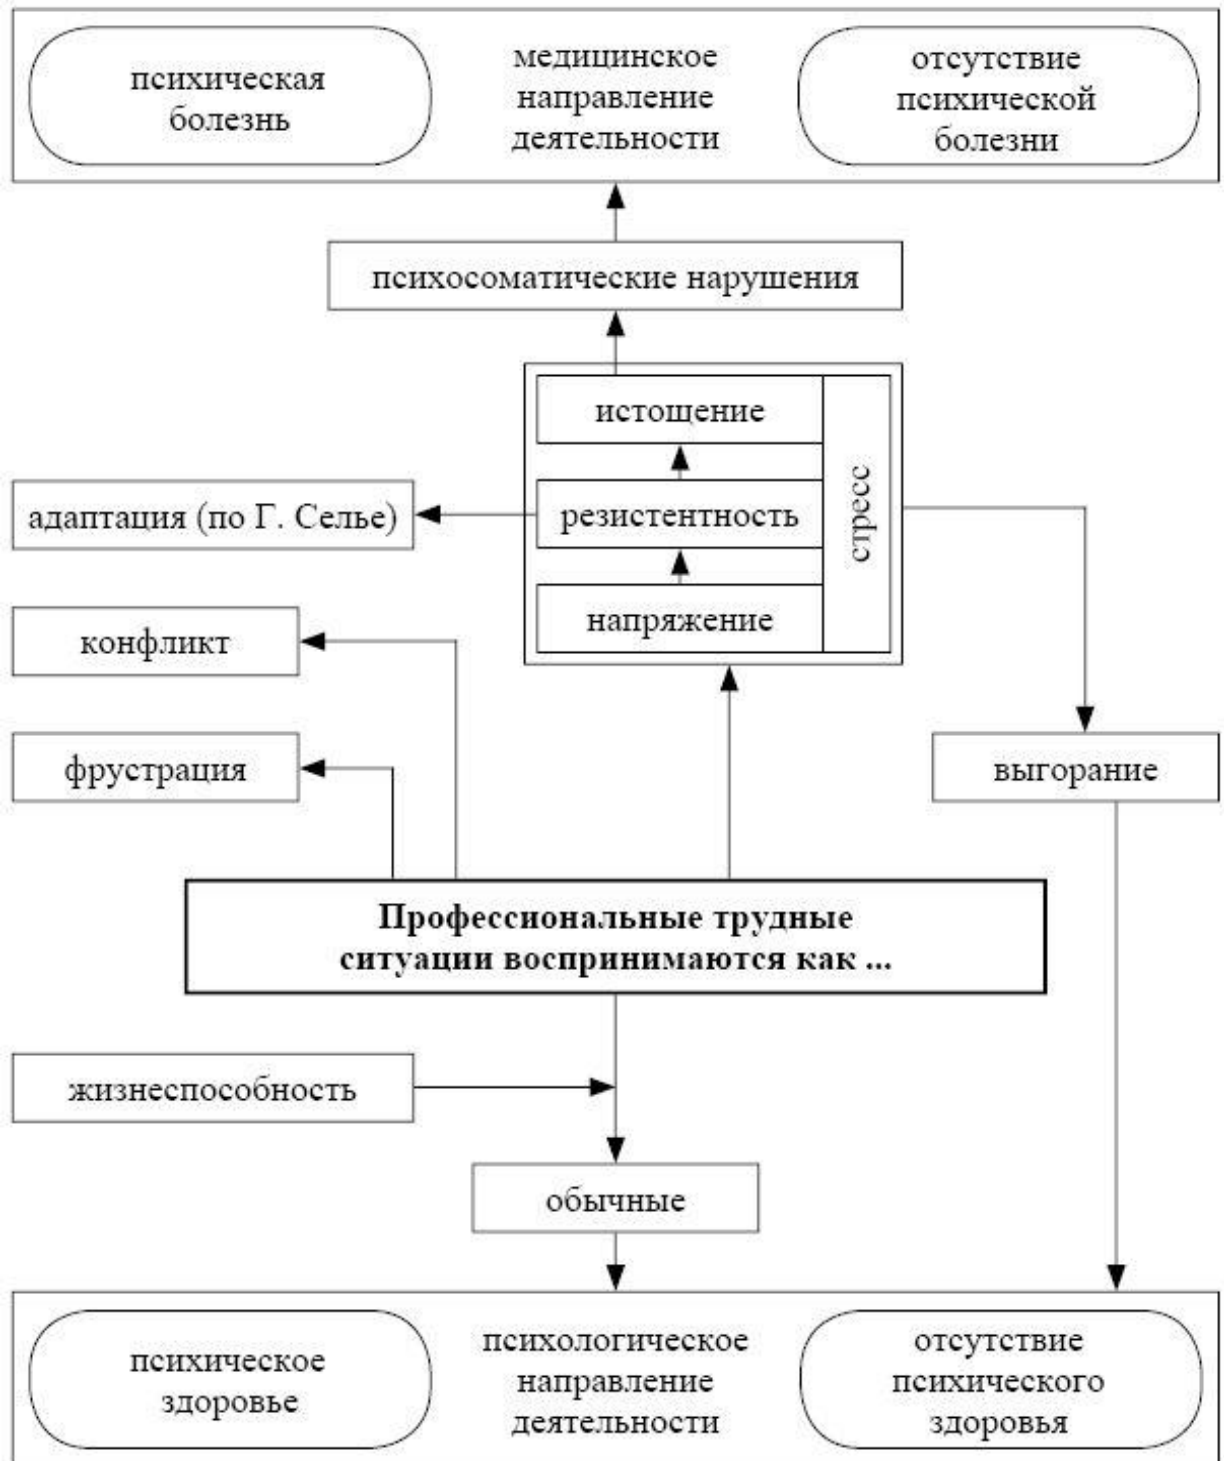 психическая
болезнь
медицинское
направление
деятельности
отсутствие
психической
болезни
психосоматические нарушения
истощение
стресс
адаптация (по Г. Селье)
резистентность
напряжение
конфликт
фрустрация
выгорание
Профессиональные трудные
ситуации воспринимаются как ...
жизнеспособность
обычные
психическое
здоровье
психологическое
направление
деятельности
отсутствие
психического
здоровья